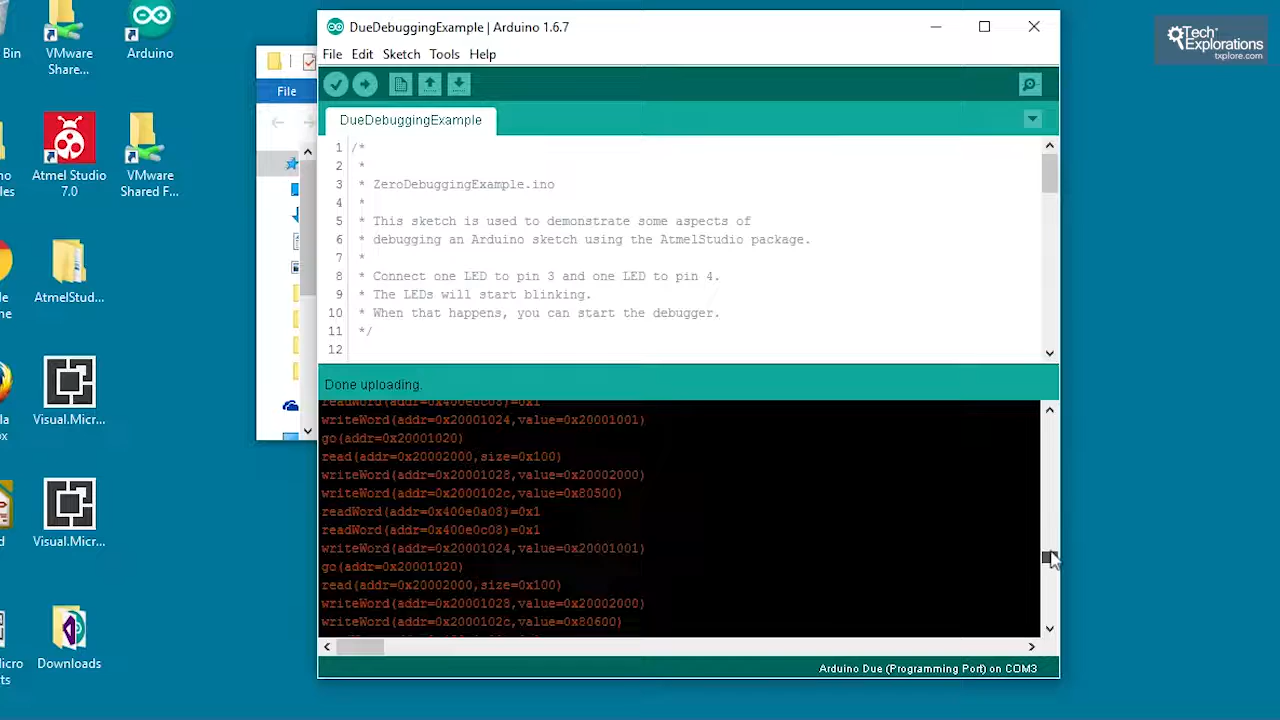 DueDebuggingExample | Arduino 1.6.7
File Edit Sketch Tools Help
DueDebuggingExample
1 /*
2 *
3 * ZeroDebuggingExample.ino
4 *
5 * This sketch is used to demonstrate some aspects of
6 * debugging an Arduino sketch using the AtmelStudio package.
7 *
8 * Connect one LED to pin 3 and one LED to pin 4.
9 * The LEDs will start blinking.
10 * When that happens, you can start the debugger.
11 */
12
Done uploading.
readWord(addr=0x400e0c08)=0x1
writeWord(addr=0x20001024,value=0x20001001)
go(addr=0x20001020)
read(addr=0x20002000,size=0x100)
writeWord(addr=0x20001028,value=0x20002000)
writeWord(addr=0x2000102c,value=0x80500)
readWord(addr=0x400e0a08)=0x1
readWord(addr=0x400e0c08)=0x1
writeWord(addr=0x20001024,value=0x20001001)
go(addr=0x20001020)
read(addr=0x20002000,size=0x100)
writeWord(addr=0x20001028,value=0x20002000)
writeWord(addr=0x2000102c,value=0x80600)
Arduino Due (Programming Port) on COM3
File
Bin
VMware
Share...
Arduino
Atmel Studio
7.0
VMware
Shared F...
AtmelStud...
Visual.Micr...
Visual.Micr...
Downloads
Tech
Explorations
txplore.com